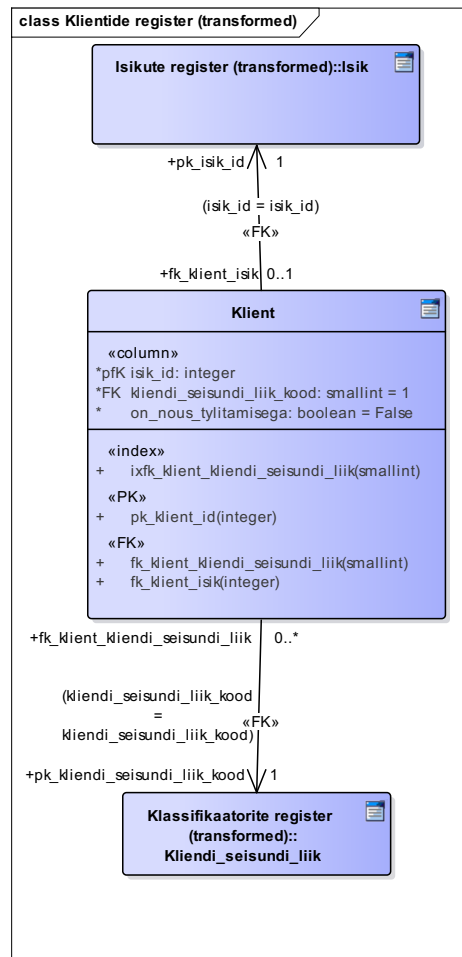 class Klientide register (transformed)
Isikute register (transformed)::Isik
+pk_isik_id 1
(isik_id = isik_id)
«FK»
+fk_klient_isik 0..1
Klient
«column»
*pfK isik_id: integer
*FK kliendi_seisundi_liik_kood: smallint = 1
* on_nous_tylitamisega: boolean = False
«index»
+ ixfk_klient_kliendi_seisundi_liik(smallint)
«PK»
+ pk_klient_id(integer)
«FK»
+ fk_klient_kliendi_seisundi_liik(smallint)
+ fk_klient_isik(integer)
+fk_klient_kliendi_seisundi_liik 0..*
(kliendi_seisundi_liik_kood
=
«FK»
kliendi_seisundi_liik_kood)
+pk_kliendi_seisundi_liik_kood 1
Klassifikaatorite register
(transformed)::
Kliendi_seisundi_liik